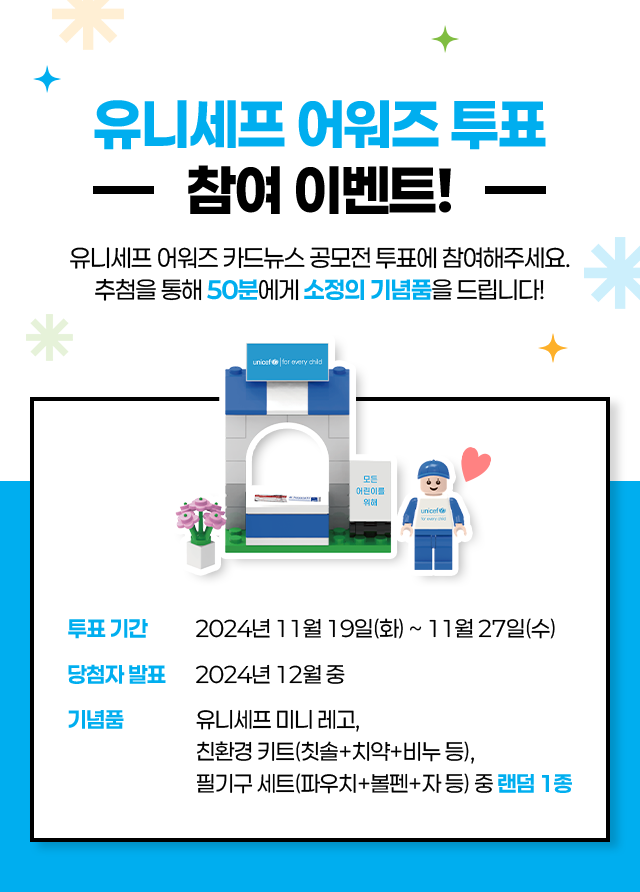 유니세프 어워즈 투표
참여 이벤트!
유니세프 어워즈 카드뉴스 공모전 투표에 참여해주세요.
추첨을 통해 50분에게 소정의 기념품을 드립니다!
unicef | for every child
모든
어린이를
위해
unicef
for every child
투표 기간 2024년 11월 19일(화) ~ 11월 27일(수)
당첨자 발표 2024년 12월 중
기념품 유니세프 미니 레고,
친환경 키트(칫솔+치약+비누 등),
필기구 세트(파우치+볼펜+자 등) 중 랜덤 1종